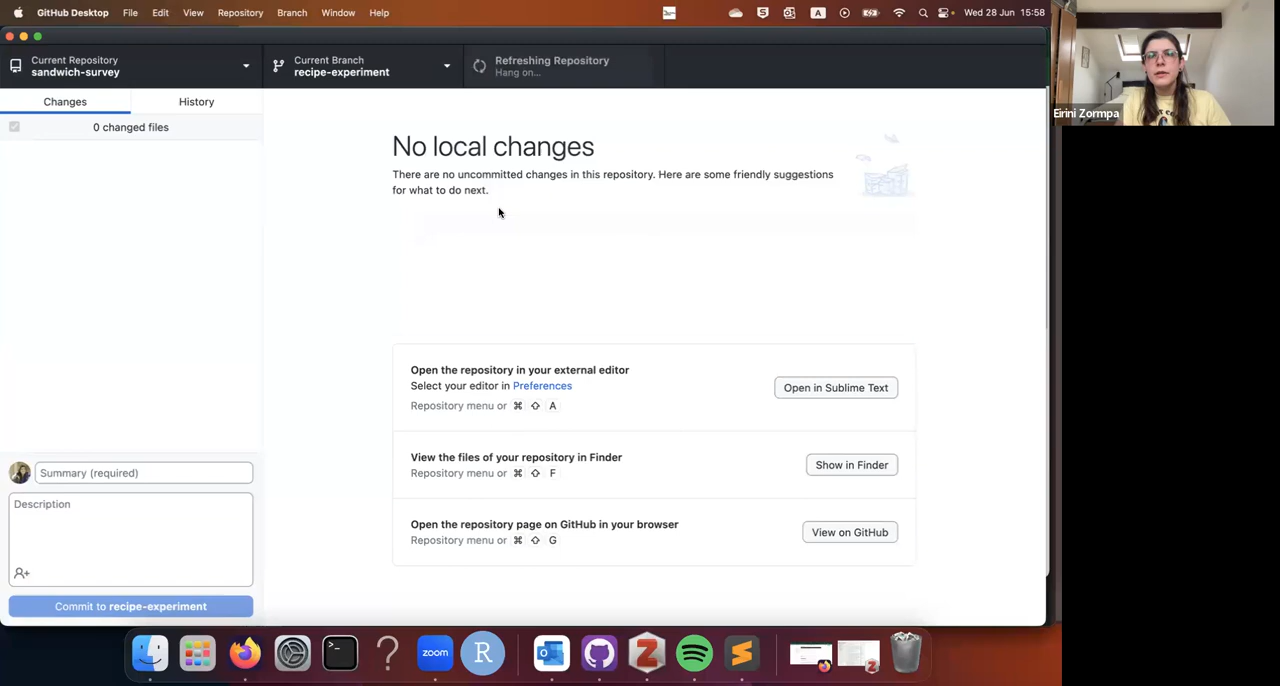 GitHub Desktop File Edit View Repository Branch Window Help
A
Wed 28 Jun 15:58
Current Repository
sandwich-survey
Current Branch
recipe-experiment
Refreshing Repository
Hang on...
Eirini Zormpa
Changes
History
0 changed files
No local changes
There are no uncommitted changes in this repository. Here are some friendly suggestions
for what to do next.
Open the repository in your external editor
Select your editor in Preferences
Repository menu or ⌘ ⇧ A
Open in Sublime Text
View the files of your repository in Finder
Repository menu or ⌘ ⇧ F
Show in Finder
Open the repository page on GitHub in your browser
Repository menu or ⌘ ⇧ G
View on GitHub
Summary (required)
Description
Commit to recipe-experiment
zoom
R
Z